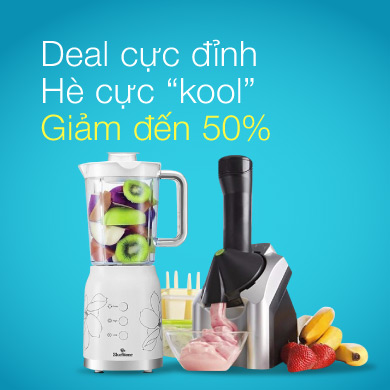 Deal cực đỉnh
Hè cực “kool”
Giảm đến 50%